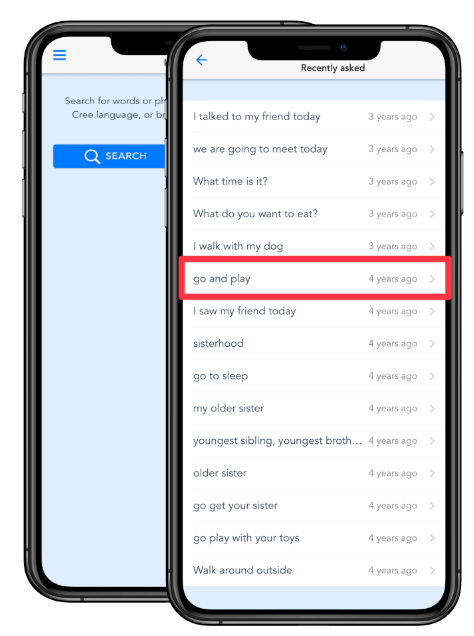 Search for words or ph
Cree language, or br
SEARCH
Recently asked
I talked to my friend today 3 years ago
we are going to meet today 3 years ago
What time is it? 3 years ago
What do you want to eat? 3 years ago
I walk with my dog 3 years ago
go and play 4 years ago
I saw my friend today 4 years ago
sisterhood 4 years ago
go to sleep 4 years ago
my older sister 4 years ago
youngest sibling, youngest broth... 4 years ago
older sister 4 years ago
go get your sister 4 years ago
go play with your toys 4 years ago
Walk around outside 4 years ago